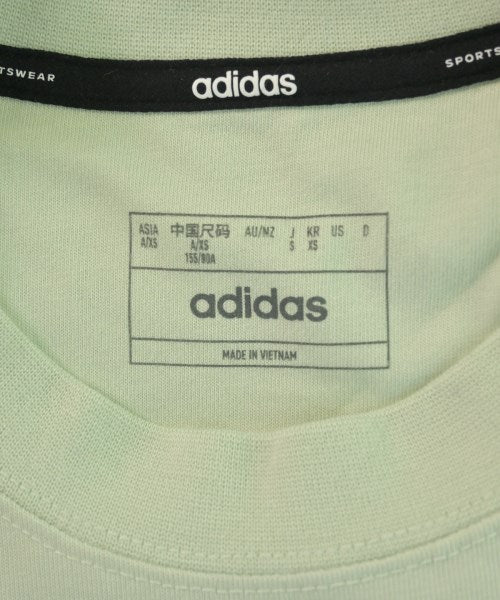 TSWEAR adidas SPORTS
ASIA 中国尺码 AU/NZ J KR US D
A/XS A/XS S XS
155/80A
adidas
MADE IN VIETNAM